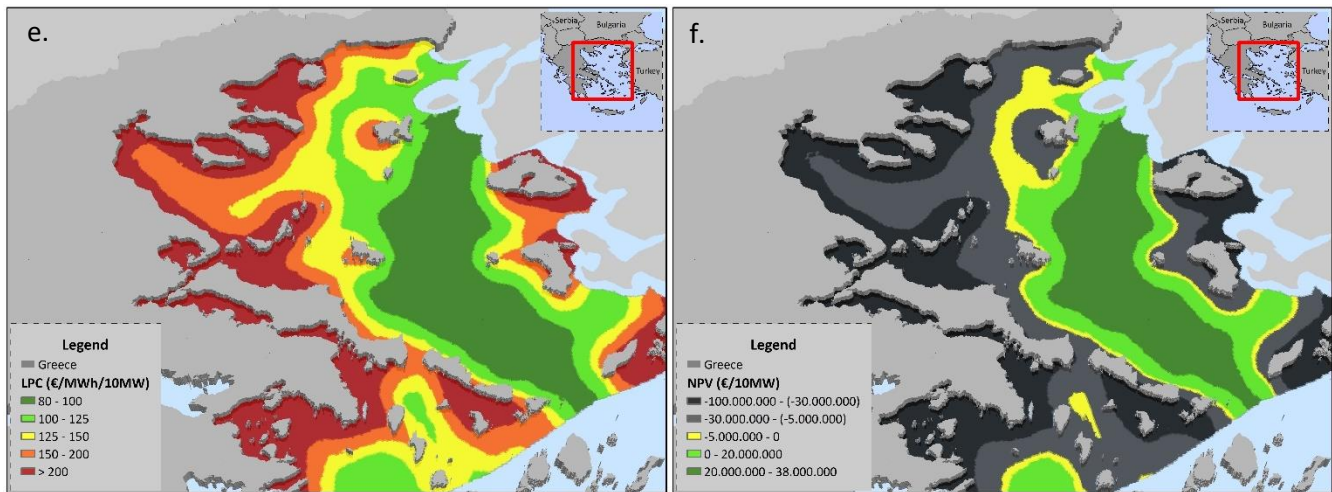 e.
Serbia
Bulgaria
Turkey
Legend
Greece
LPC (€/MWh/10MW)
80 - 100
100 - 125
125 - 150
150 - 200
> 200
f.
Serbia
Bulgaria
Turkey
Legend
Greece
NPV (€/10MW)
-100.000.000 - (-30.000.000)
-30.000.000 - (-5.000.000)
-5.000.000 - 0
0 - 20.000.000
20.000.000 - 38.000.000